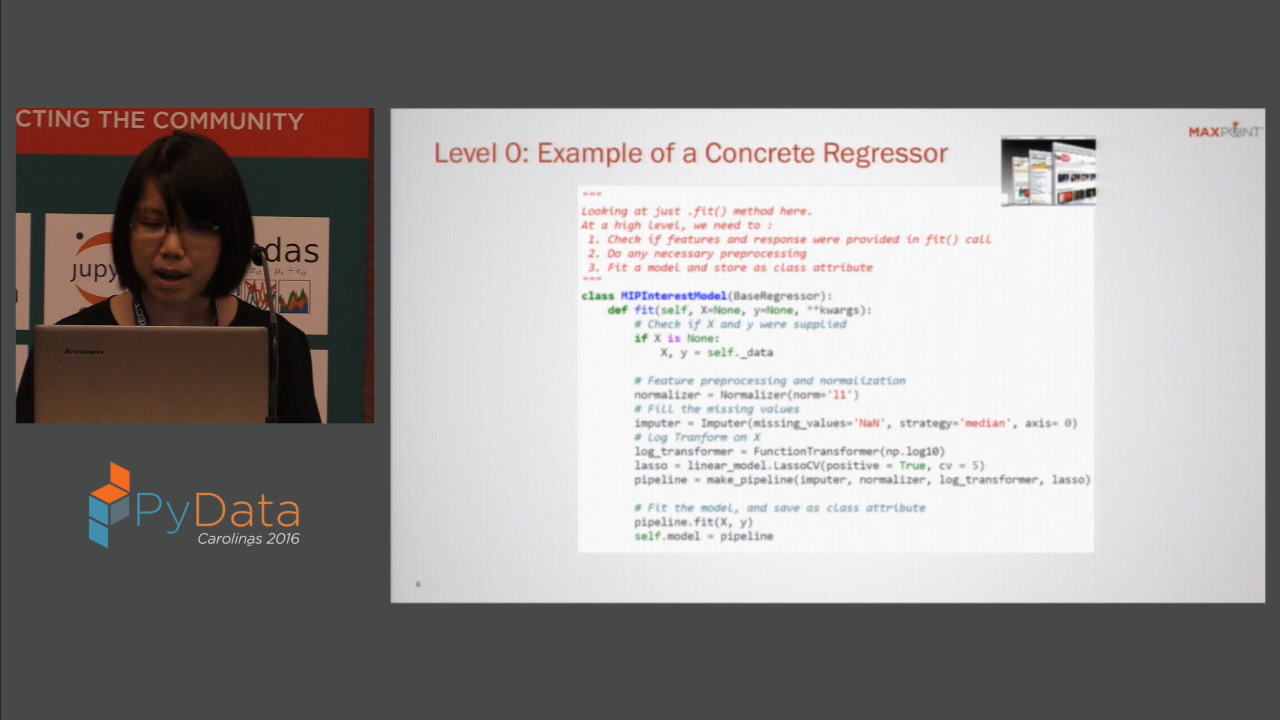 CTING THE COMMUNITY
jupy
das
lenovo
PyData
Carolinas 2016
MAXPOINT
Level 0: Example of a Concrete Regressor
"""
Looking at just .fit() method here.
At a high level, we need to :
1. Check if features and response were provided in fit() call
2. Do any necessary preprocessing
3. Fit a model and store as class attribute
"""
class MIPInterestModel(BaseRegressor):
def fit(self, X=None, y=None, **kwargs):
# Check if X and y were supplied
if X is None:
X, y = self._data
# Feature preprocessing and normalization
normalizer = Normalizer(norm='l1')
# Fill the missing values
imputer = Imputer(missing_values='NaN', strategy='median', axis= 0)
# Log Tranform on X
log_transformer = FunctionTransformer(np.log10)
lasso = linear_model.LassoCV(positive = True, cv = 5)
pipeline = make_pipeline(imputer, normalizer, log_transformer, lasso)
# Fit the model, and save as class attribute
pipeline.fit(X, y)
self.model = pipeline